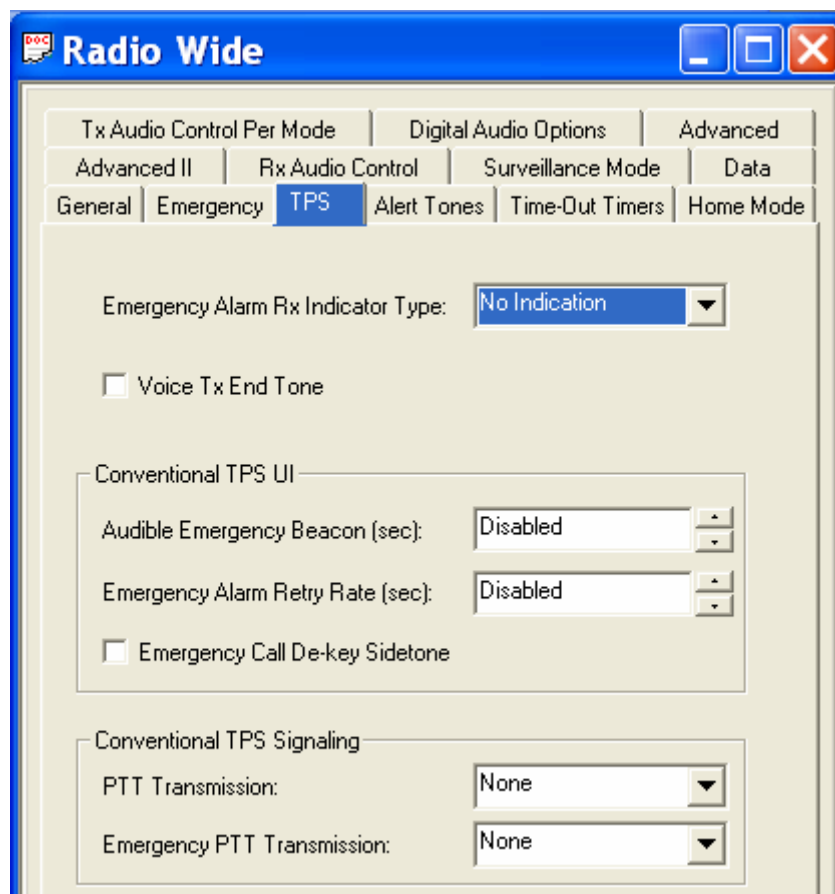 DOC Radio Wide
Tx Audio Control Per Mode Digital Audio Options Advanced
Advanced II Rx Audio Control Surveillance Mode Data
General Emergency TPS Alert Tones Time-Out Timers Home Mode
Emergency Alarm Rx Indicator Type: No Indication
Voice Tx End Tone
Conventional TPS UI
Audible Emergency Beacon (sec): Disabled
Emergency Alarm Retry Rate (sec): Disabled
Emergency Call De-key Sidetone
Conventional TPS Signaling
PTT Transmission: None
Emergency PTT Transmission: None